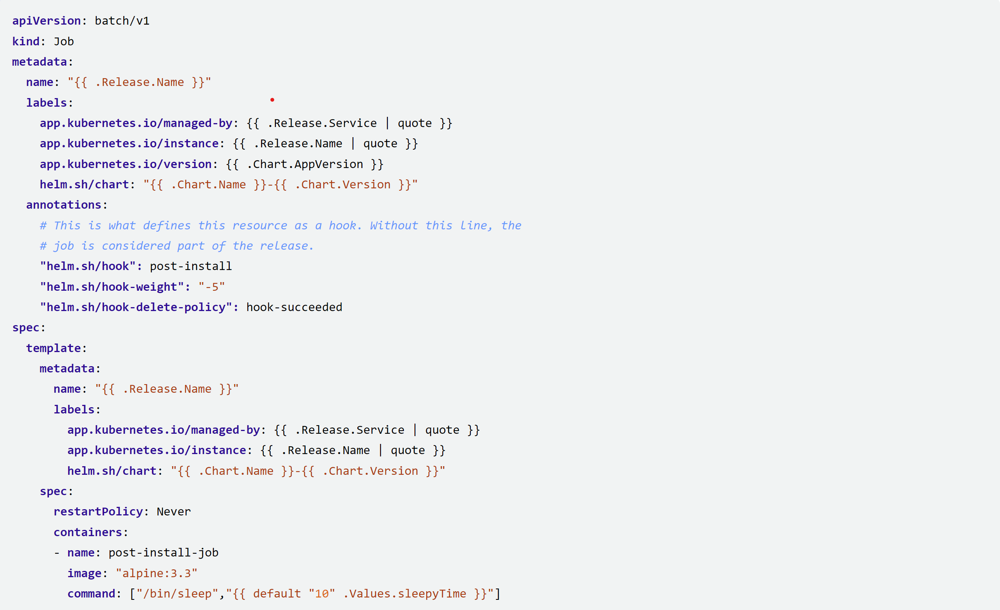 apiVersion: batch/v1
kind: Job
metadata:
  name: "{{ .Release.Name }}"
  labels:
    app.kubernetes.io/managed-by: {{ .Release.Service | quote }}
    app.kubernetes.io/instance: {{ .Release.Name | quote }}
    app.kubernetes.io/version: {{ .Chart.AppVersion }}
    helm.sh/chart: "{{ .Chart.Name }}-{{ .Chart.Version }}"
  annotations:
    # This is what defines this resource as a hook. Without this line, the
    # job is considered part of the release.
    "helm.sh/hook": post-install
    "helm.sh/hook-weight": "-5"
    "helm.sh/hook-delete-policy": hook-succeeded
spec:
  template:
    metadata:
      name: "{{ .Release.Name }}"
      labels:
        app.kubernetes.io/managed-by: {{ .Release.Service | quote }}
        app.kubernetes.io/instance: {{ .Release.Name | quote }}
        helm.sh/chart: "{{ .Chart.Name }}-{{ .Chart.Version }}"
    spec:
      restartPolicy: Never
      containers:
      - name: post-install-job
        image: "alpine:3.3"
        command: ["/bin/sleep","{{ default "10" .Values.sleepyTime }}"]